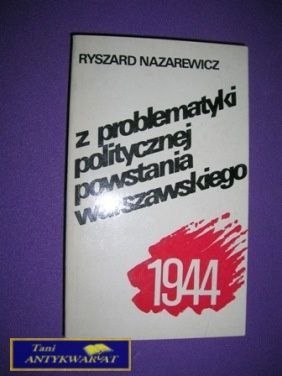 RYSZARD NAZAREWICZ
z problematyki
politycznej
powstania
warszawskiego
1944
Tani
ANTYKWARIAT